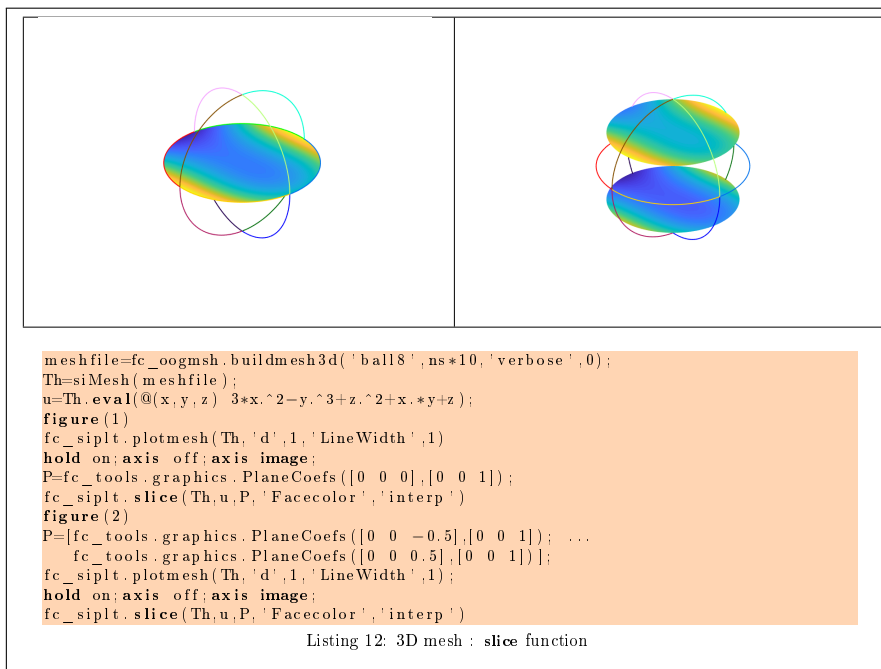 meshfile=fc_oogmsh.buildmesh3d('ball8',ns*10,'verbose',0);
Th=siMesh(meshfile);
u=Th.eval(@(x,y,z) 3*x.^2-y.^3+z.^2+x.*y+z);
figure(1)
fc_siplt.plotmesh(Th,'d',1,'LineWidth',1)
hold on;axis off;axis image;
P=fc_tools.graphics.PlaneCoefs([0 0 0],[0 0 1]);
fc_siplt.slice(Th,u,P,'Facecolor','interp')
figure(2)
P=[fc_tools.graphics.PlaneCoefs([0 0 -0.5],[0 0 1]); ...
fc_tools.graphics.PlaneCoefs([0 0 0.5],[0 0 1])];
fc_siplt.plotmesh(Th,'d',1,'LineWidth',1);
hold on;axis off;axis image;
fc_siplt.slice(Th,u,P,'Facecolor','interp')
Listing 12: 3D mesh : slice function